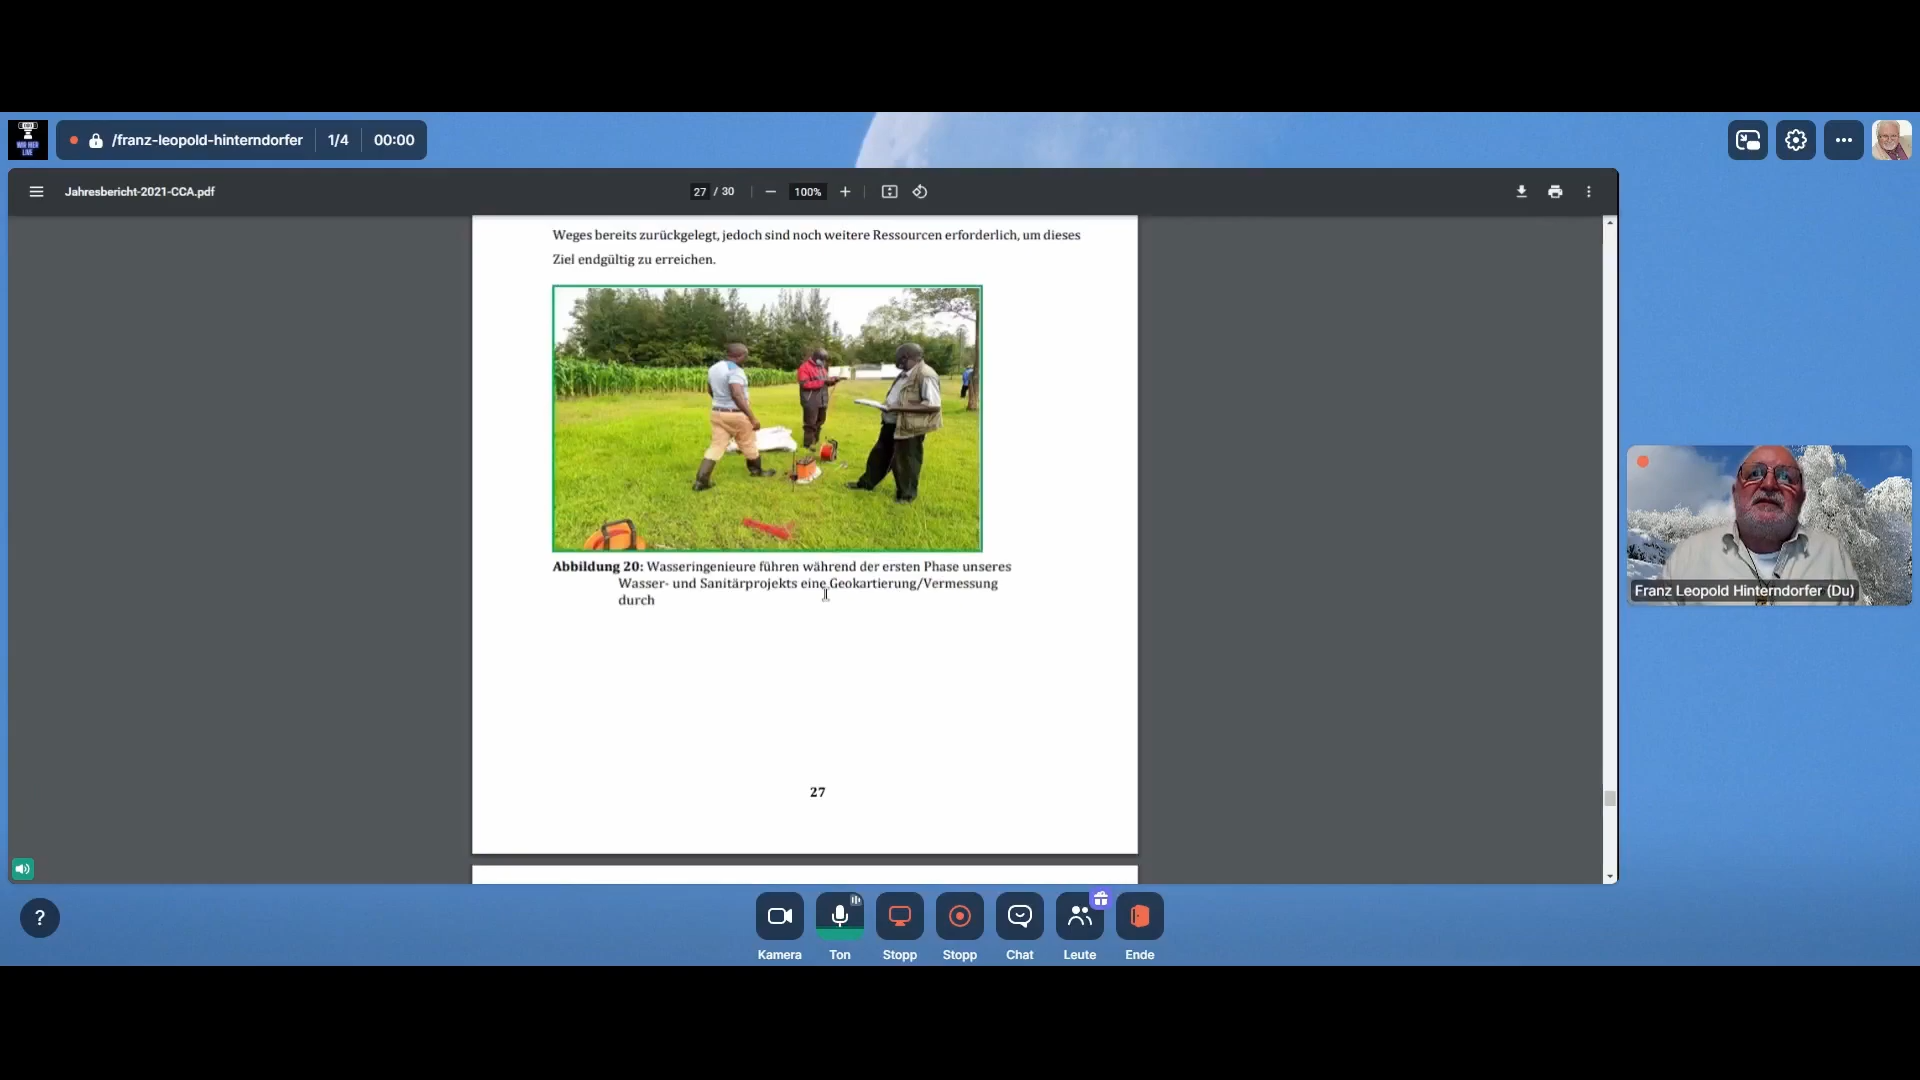 /franz-leopold-hinterndorfer 1/4 00:00
Jahresbericht-2021-CCA.pdf 27 / 30 100%
Weges bereits zurückgelegt, jedoch sind noch weitere Ressourcen erforderlich, um dieses
Ziel endgültig zu erreichen.
Abbildung 20: Wasseringenieure führen während der ersten Phase unseres
Wasser- und Sanitärprojekts eine Geokartierung/Vermessung
durch
27
Franz Leopold Hinterndorfer (Du)
?
Kamera Ton Stopp Stopp Chat Leute Ende